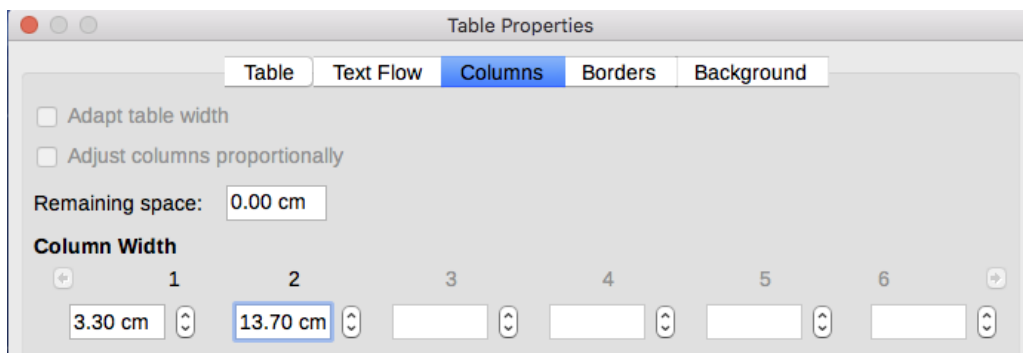 Table Properties
Table Text Flow Columns Borders Background
Adapt table width
Adjust columns proportionally
Remaining space: 0.00 cm
Column Width
1 2 3 4 5 6
3.30 cm 13.70 cm